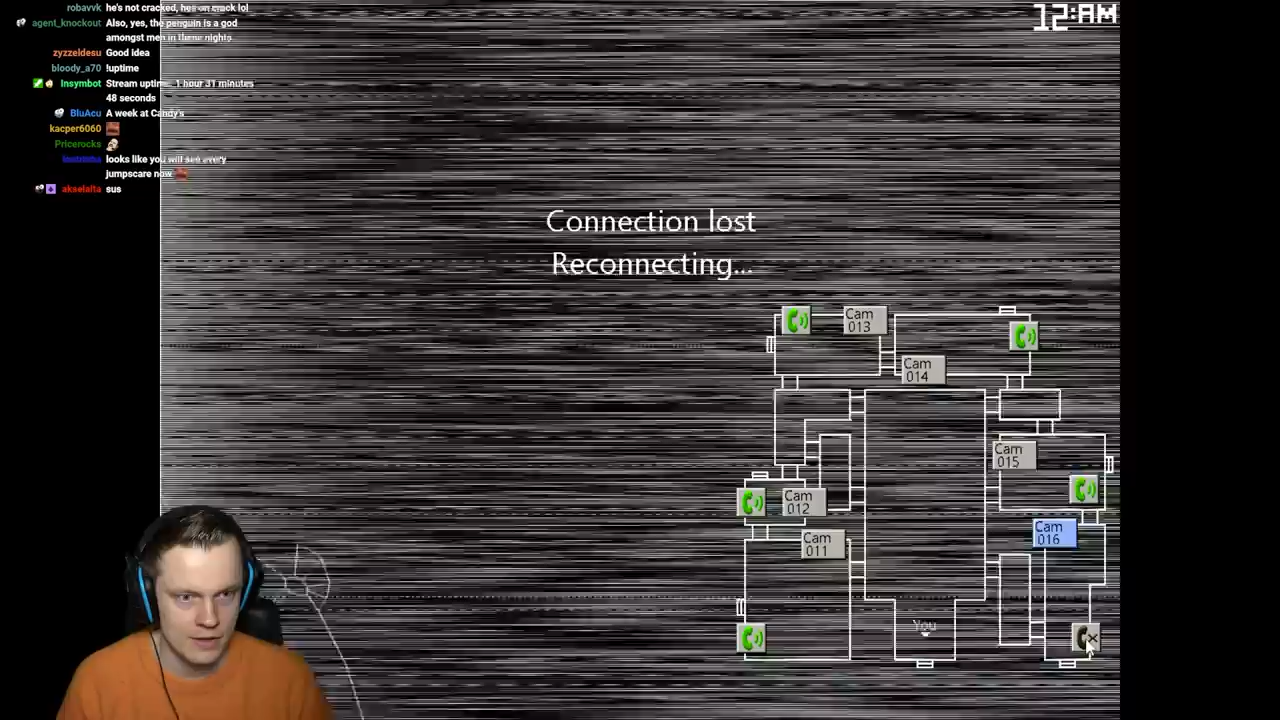 robavvk he's not cracked, hes on crack lol
agent_knockout Also, yes, the penguin is a god
amongst men in these nights
zyzzeldesu Good idea
bloody_a70 !uptime
Insymbot Stream uptime: 1 hour 31 minutes
48 seconds
BluAcu A week at Candy's
kacper6060
Pricerocks
looks like you will see every
jumpscare now
akselalta sus
12:AM
Connection lost
Reconnecting...
Cam
013
Cam
014
Cam
015
Cam
012
Cam
016
Cam
011
You